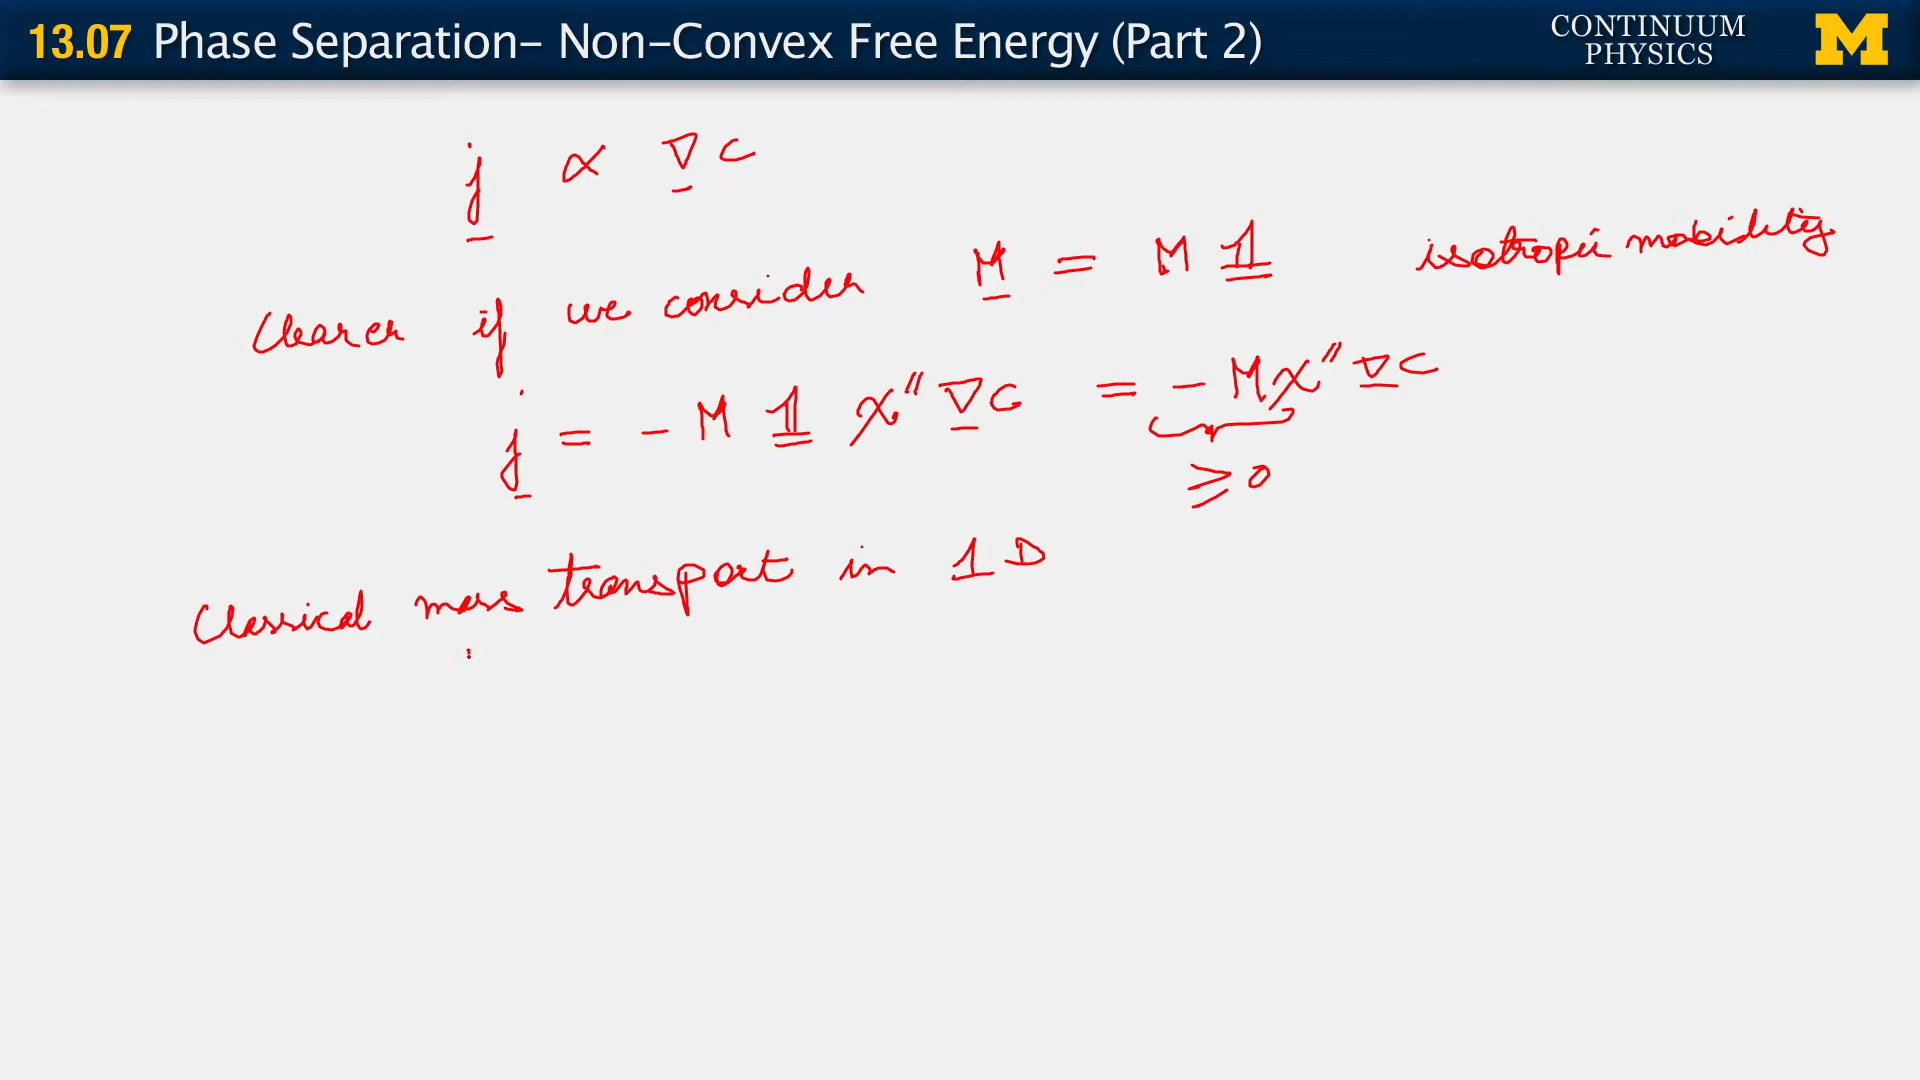 13.07 Phase Separation– Non–Convex Free Energy (Part 2)
CONTINUUM PHYSICS M
j ∝ ∇c
Clearer if we consider M = M 𝟙 isotropic mobility
j = - M 𝟙 χ″ ∇c = - Mχ″ ∇c
≥ 0
Classical mass transport in 1D